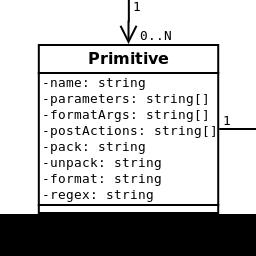 1
0..N
Primitive
-name: string
-parameters: string[]
-formatArgs: string[]
-postActions: string[]
1
-pack: string
-unpack: string
-format: string
-regex: string